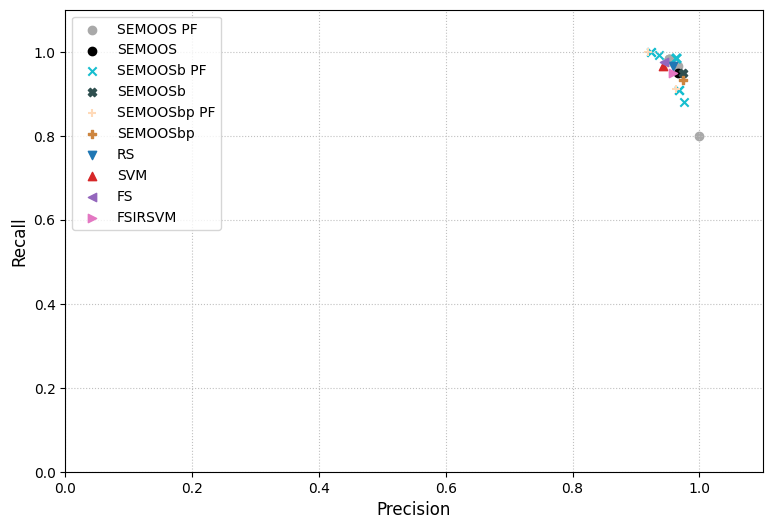 SEMOOS PF
SEMOOS
SEMOOSb PF
SEMOOSb
SEMOOSbp PF
SEMOOSbp
RS
SVM
FS
FSIRSVM
Recall
1.0
0.8
0.6
0.4
0.2
0.0
0.0 0.2 0.4 0.6 0.8 1.0
Precision